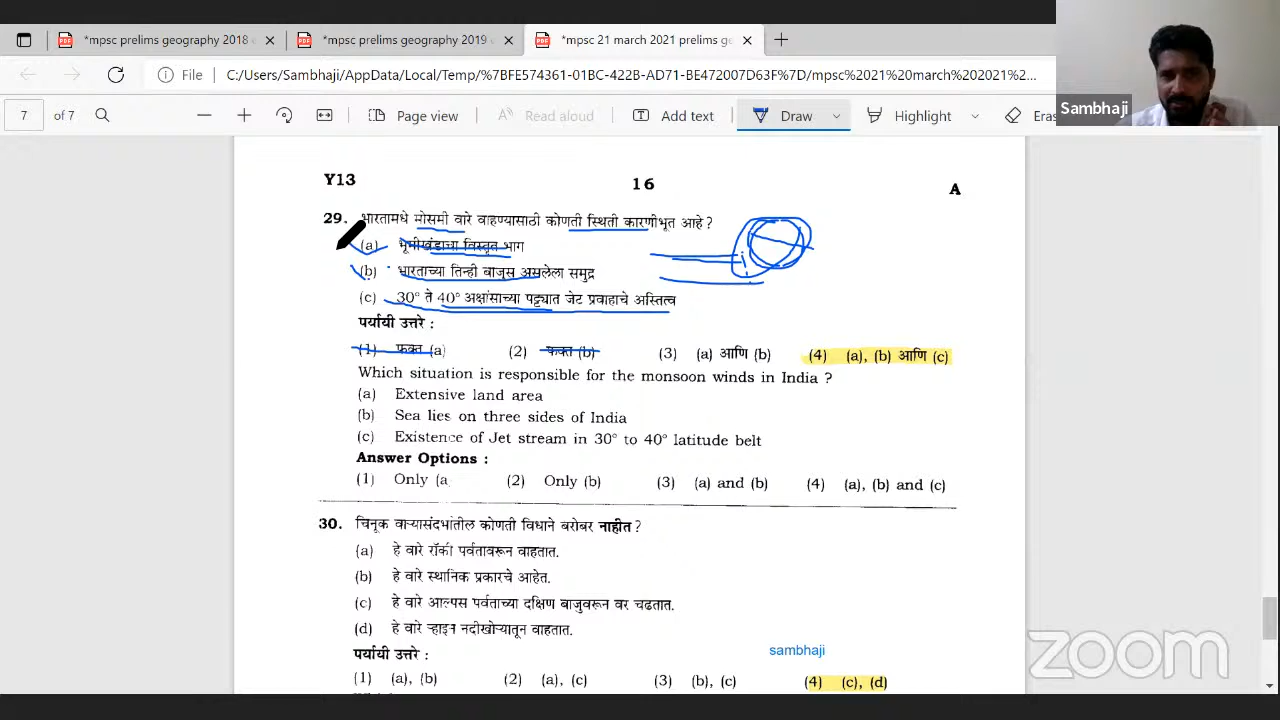 *mpsc prelims geography 2018 e
*mpsc prelims geography 2019 e
*mpsc 21 march 2021 prelims ge
File C:/Users/Sambhaji/AppData/Local/Temp/%7BFE574361-01BC-422B-AD71-BE472007D63F%7D/mpsc%2021%20march%202021%2...
7 of 7 Page view Read aloud Add text Draw Highlight Eras
Sambhaji
Y13 16 A
29. भारतामधे मोसमी वारे वाहण्यासाठी कोणती स्थिती कारणीभूत आहे ?
(a) भूमीखंडाचा विस्तृत भाग
(b) भारताच्या तिन्ही बाजूस असलेला समुद्र
(c) 30° ते 40° अक्षांसाच्या पट्ट्यात जेट प्रवाहाचे अस्तित्व
पर्यायी उत्तरे :
(1) फक्त (a) (2) फक्त (b) (3) (a) आणि (b) (4) (a), (b) आणि (c)
Which situation is responsible for the monsoon winds in India ?
(a) Extensive land area
(b) Sea lies on three sides of India
(c) Existence of Jet stream in 30° to 40° latitude belt
Answer Options :
(1) Only (a (2) Only (b) (3) (a) and (b) (4) (a), (b) and (c)
30. चिनूक वाऱ्यासंदर्भातील कोणती विधाने बरोबर नाहीत ?
(a) हे वारे रॉकी पर्वतावरून वाहतात.
(b) हे वारे स्थानिक प्रकारचे आहेत.
(c) हे वारे आल्पस पर्वताच्या दक्षिण बाजुवरून वर चढतात.
(d) हे वारे ऱ्हाइन नदीखोऱ्यातून वाहतात.
पर्यायी उत्तरे :
sambhaji
(1) (a), (b) (2) (a), (c) (3) (b), (c) (4) (c), (d)
zoom